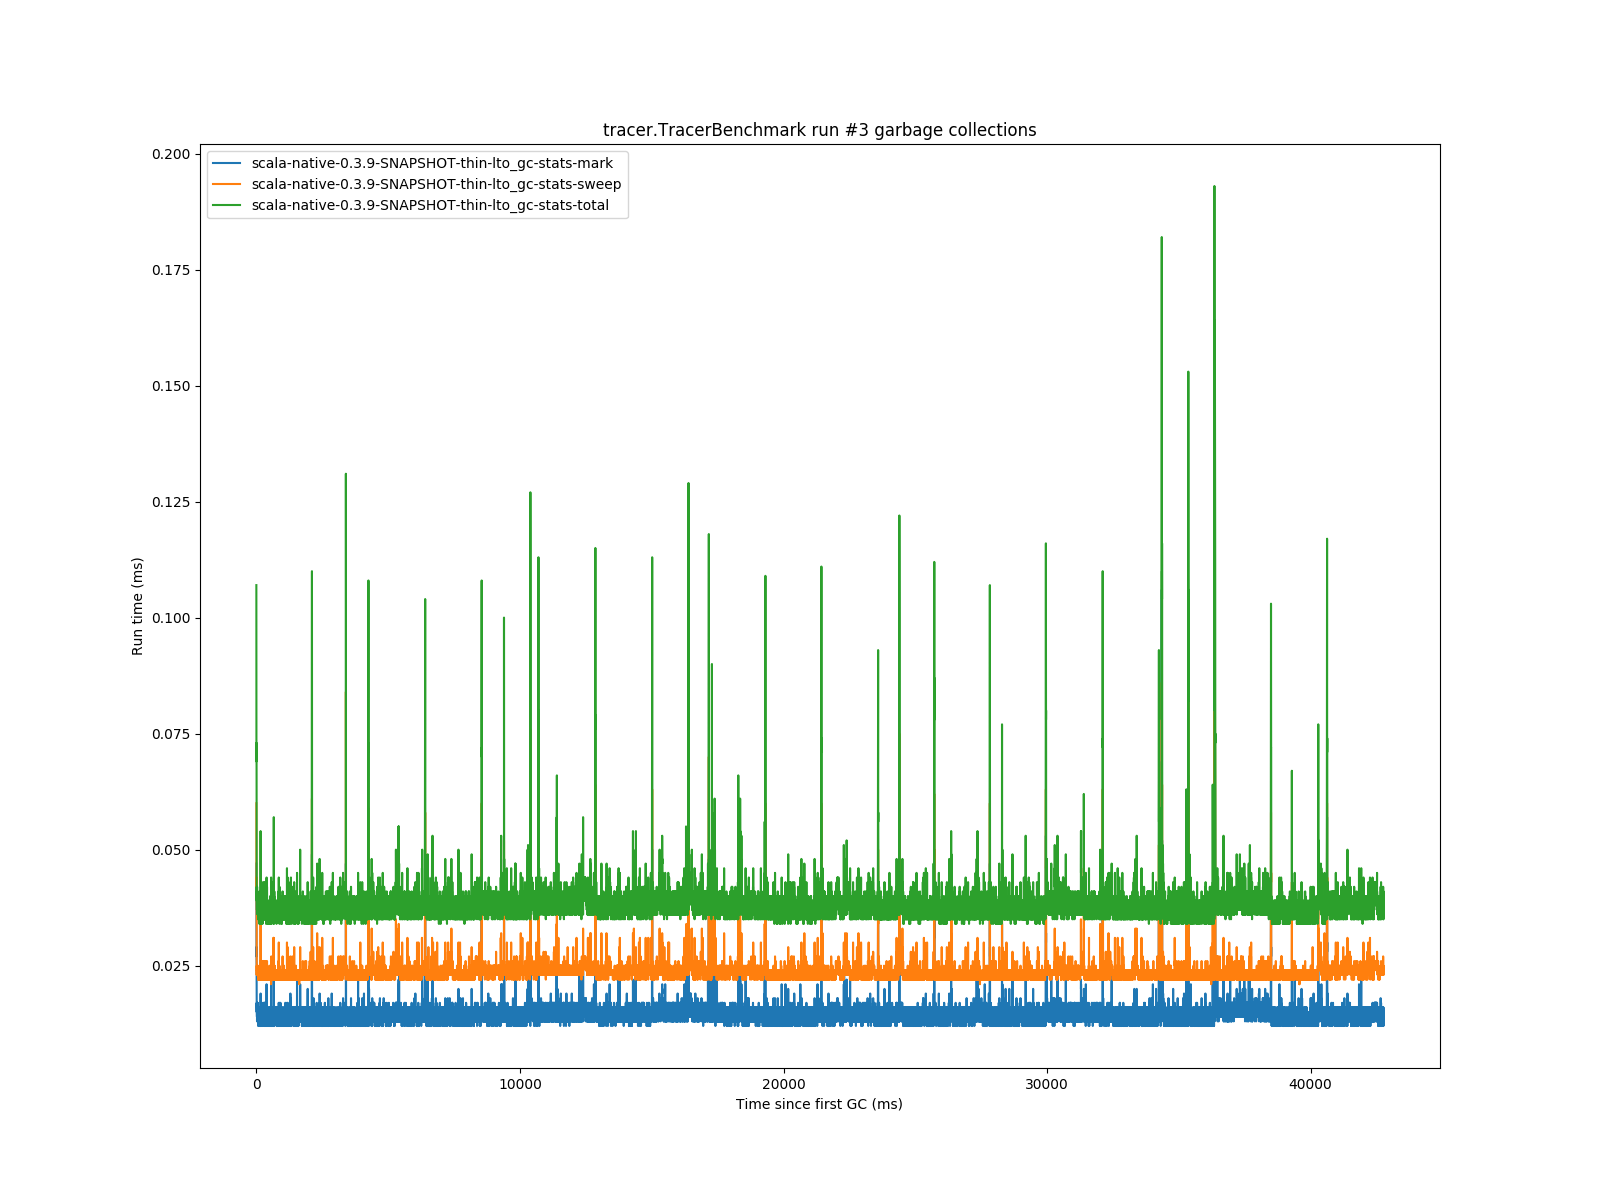 tracer.TracerBenchmark run #3 garbage collections
scala-native-0.3.9-SNAPSHOT-thin-lto_gc-stats-mark
scala-native-0.3.9-SNAPSHOT-thin-lto_gc-stats-sweep
scala-native-0.3.9-SNAPSHOT-thin-lto_gc-stats-total
Run time (ms)
0.200
0.175
0.150
0.125
0.100
0.075
0.050
0.025
0 10000 20000 30000 40000
Time since first GC (ms)